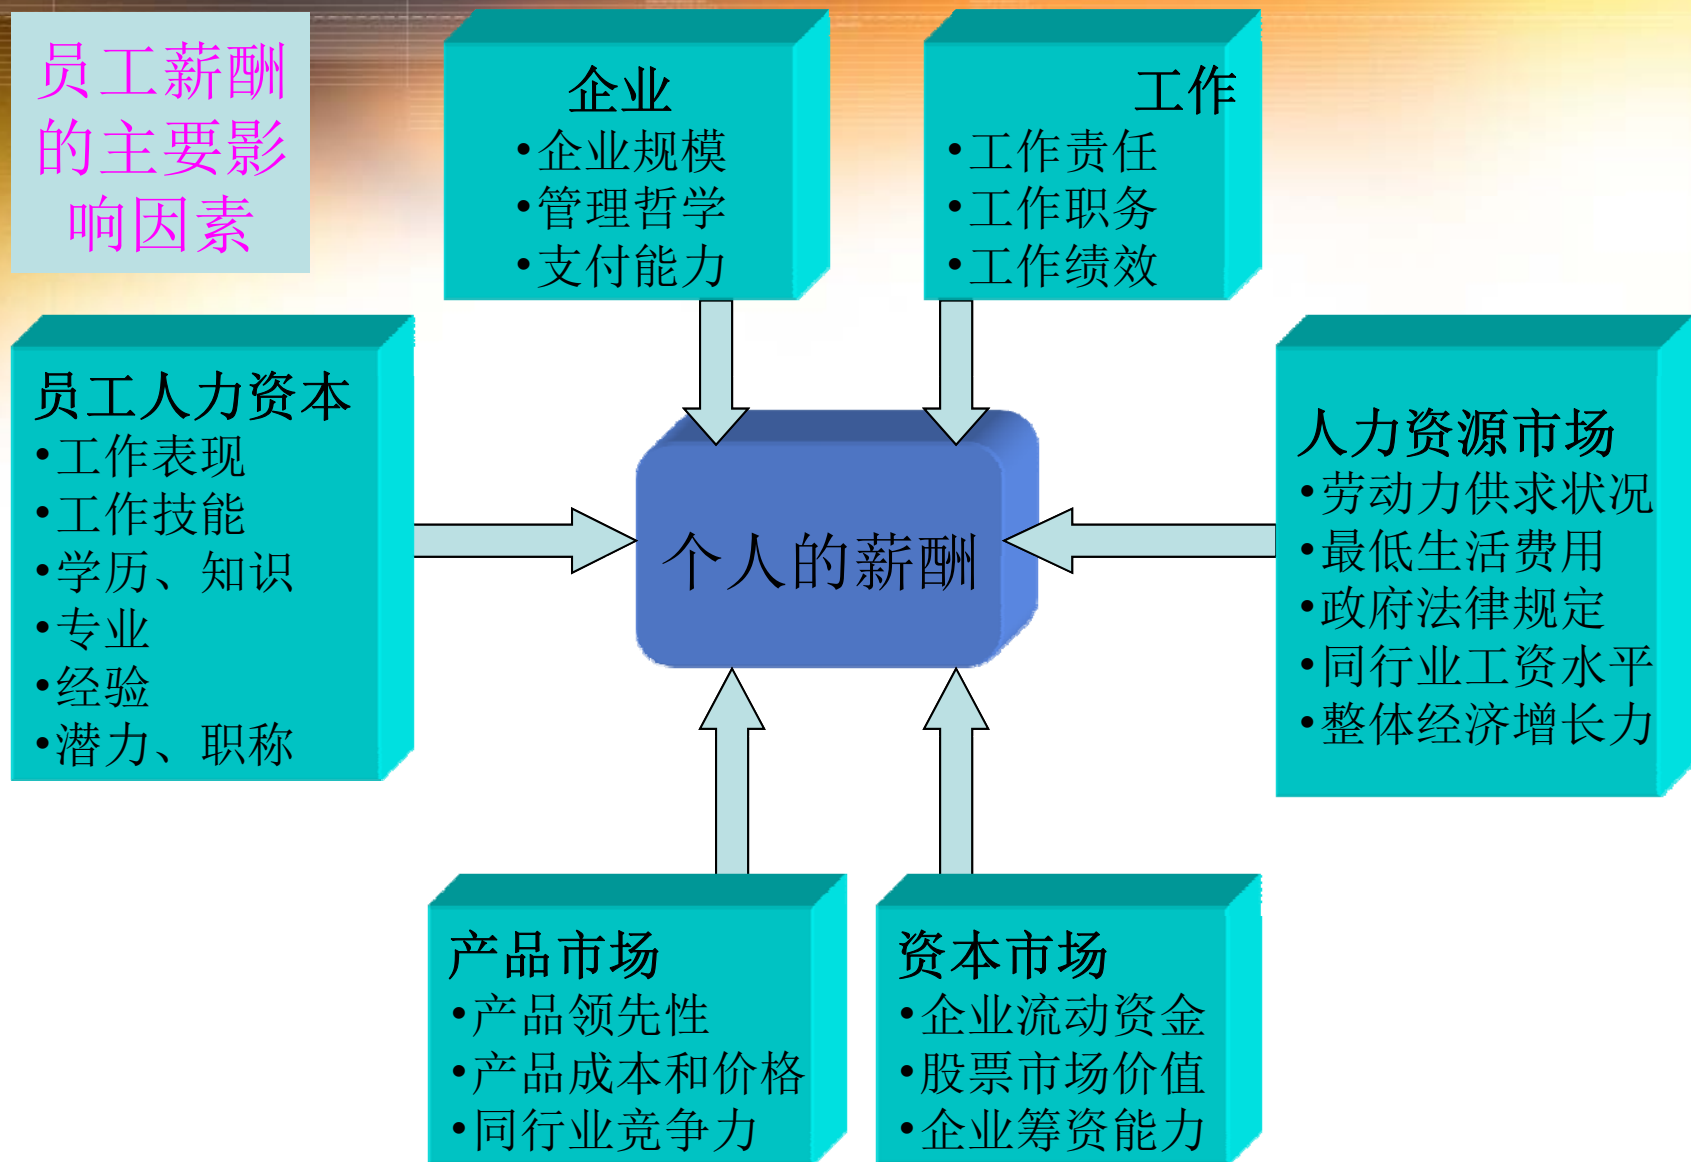 员工薪酬
的主要影
响因素
企业
•企业规模
•管理哲学
•支付能力
工作
•工作责任
•工作职务
•工作绩效
员工人力资本
•工作表现
•工作技能
•学历、知识
•专业
•经验
•潜力、职称
个人的薪酬
人力资源市场
•劳动力供求状况
•最低生活费用
•政府法律规定
•同行业工资水平
•整体经济增长力
产品市场
•产品领先性
•产品成本和价格
•同行业竞争力
资本市场
•企业流动资金
•股票市场价值
•企业筹资能力